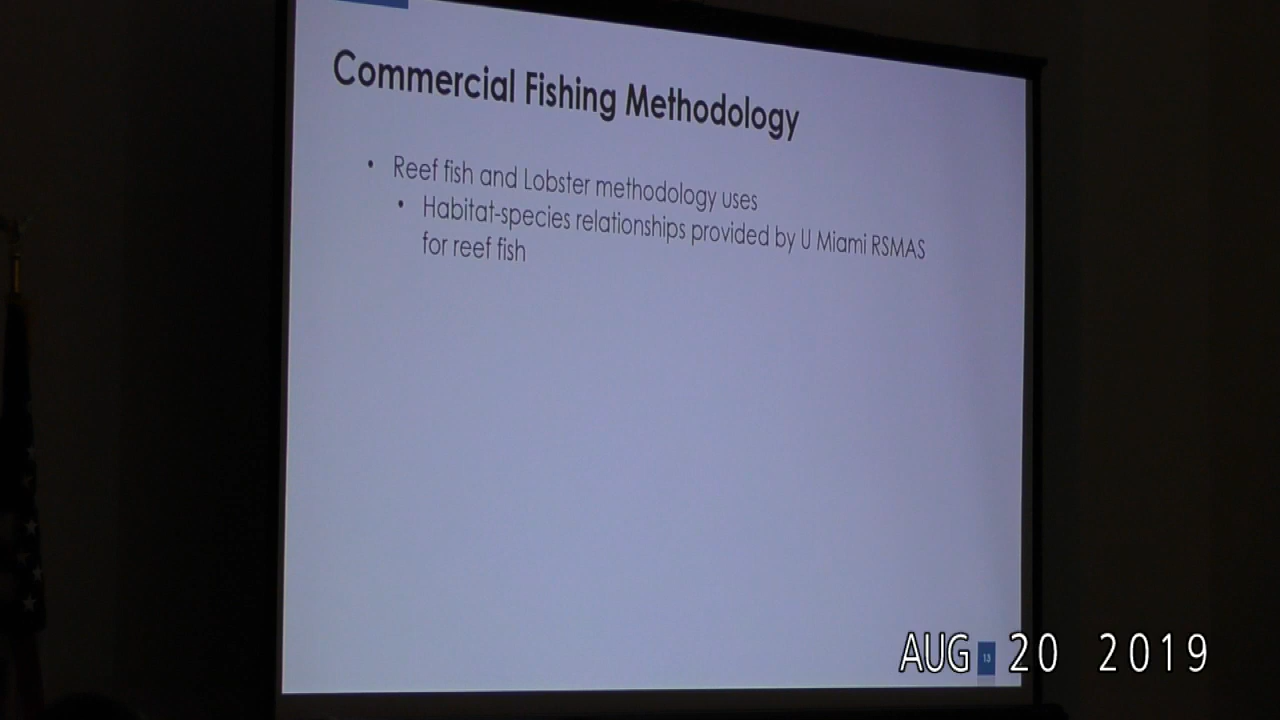 Commercial Fishing Methodology
• Reef fish and Lobster methodology uses
• Habitat-species relationships provided by U Miami RSMAS
for reef fish
13
AUG 20 2019